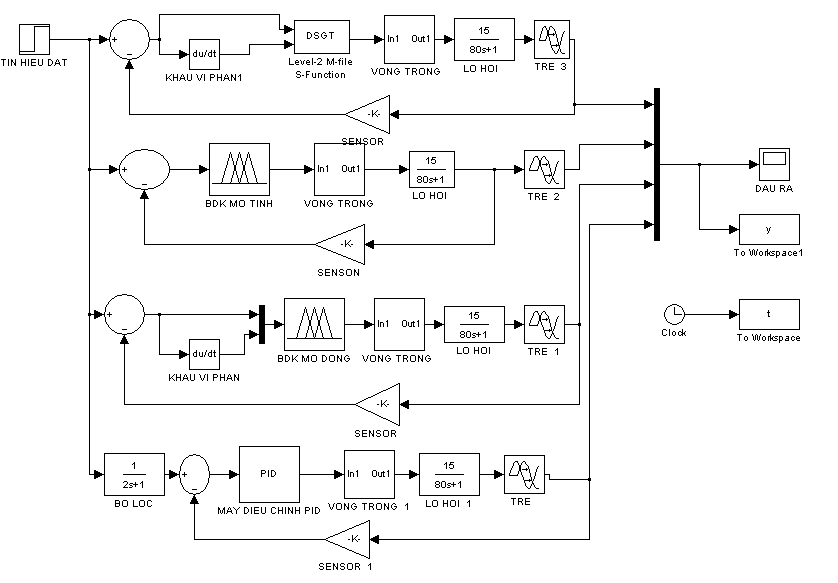 TIN HIEU DAT
+
−
du/dt
KHAU VI PHAN1
DSGT
Level-2 M-file
S-Function
In1 Out1
VONG TRONG
15
80s+1
LO HOI
TRE 3
-K-
SENSOR
+
−
BDK MO TINH
In1 Out1
VONG TRONG
15
80s+1
LO HOI
TRE 2
-K-
SENSON
+
−
du/dt
KHAU VI PHAN
BDK MO DONG
In1 Out1
VONG TRONG
15
80s+1
LO HOI
TRE 1
-K-
SENSOR
1
2s+1
BO LOC
+
−
PID
MAY DIEU CHINH PID
In1 Out1
VONG TRONG 1
15
80s+1
LO HOI 1
TRE
-K-
SENSOR 1
DAU RA
y
To Workspace1
Clock
t
To Workspace